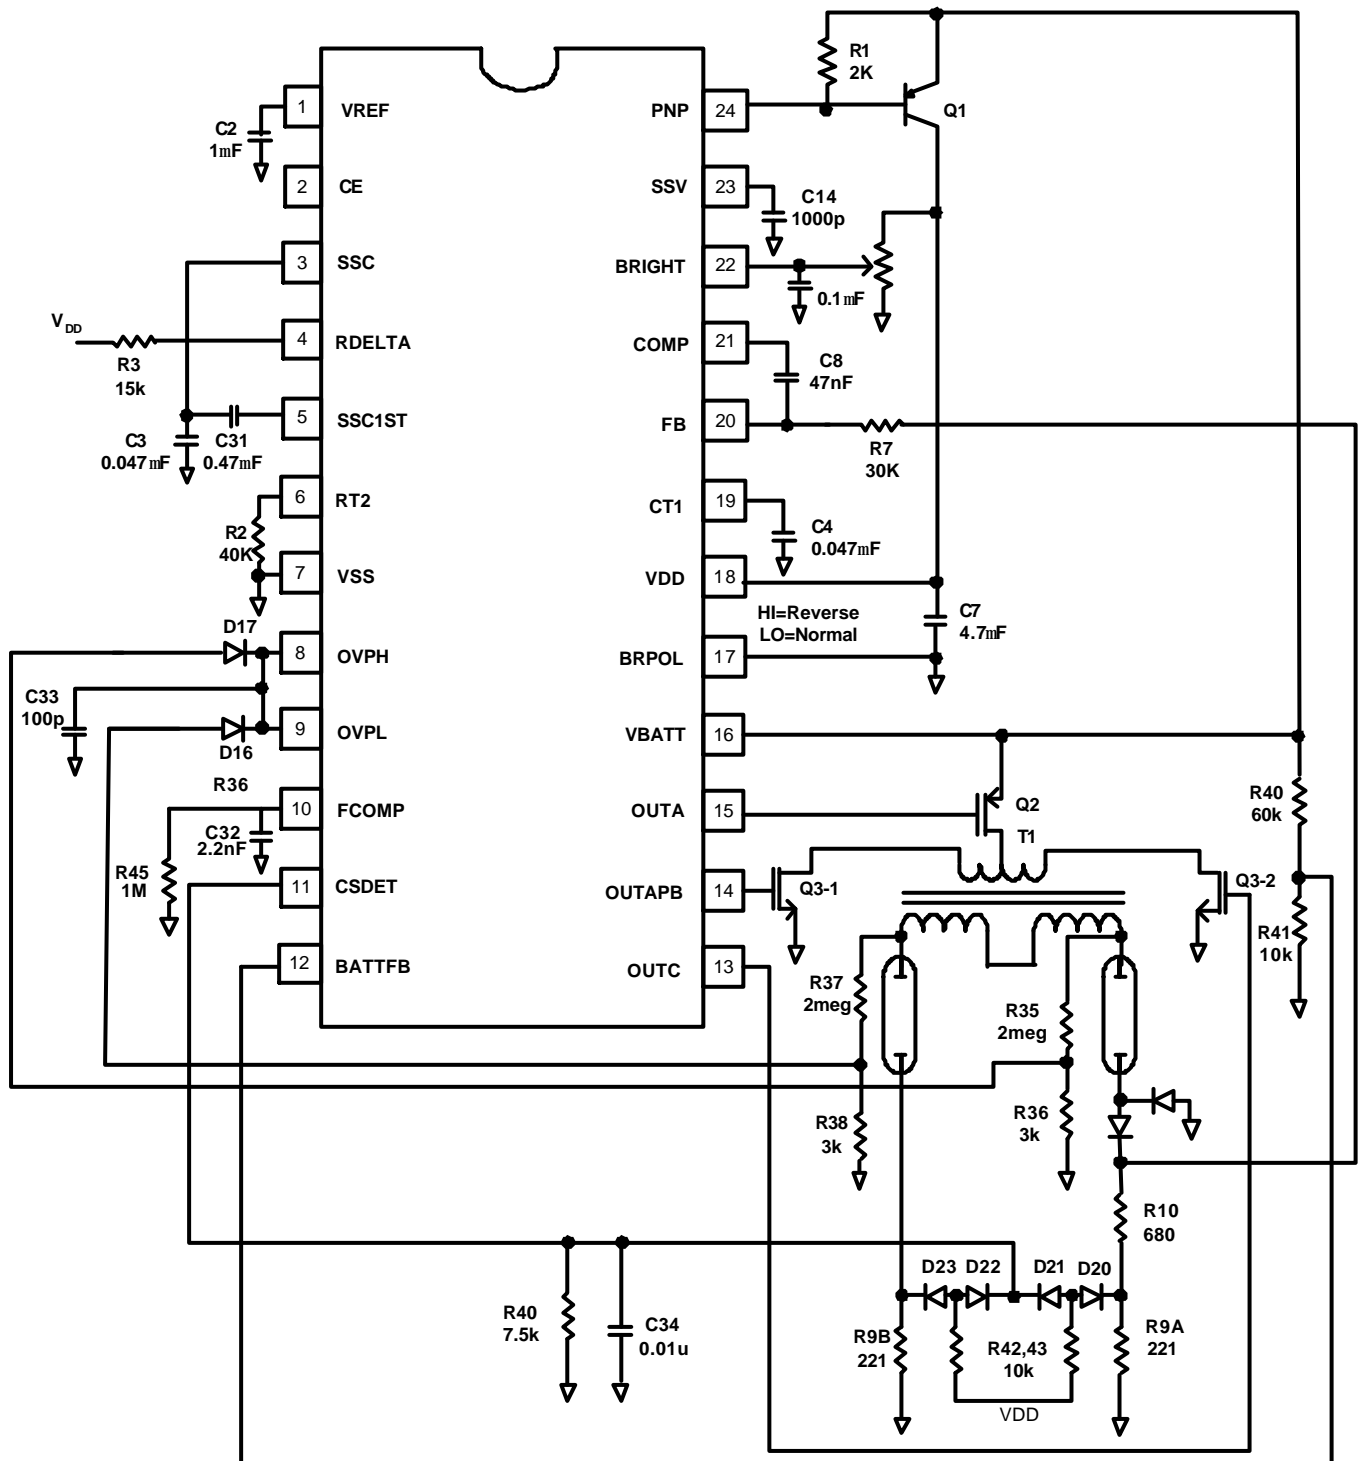 1
VREF
C2
1mF
2
CE
3
SSC
V DD
R3
15k
4
RDELTA
5
SSC1ST
C3
0.047mF
C31
0.47mF
6
RT2
R2
40K
7
VSS
D17
8
OVPH
C33
100p
9
OVPL
D16
R36
10
FCOMP
C32
2.2nF
R45
1M
11
CSDET
12
BATTFB
PNP
24
R1
2K
Q1
SSV
23
C14
1000p
BRIGHT
22
0.1mF
COMP
21
C8
47nF
FB
20
R7
30K
CT1
19
C4
0.047mF
VDD
18
HI=Reverse
LO=Normal
C7
4.7mF
BRPOL
17
VBATT
16
OUTA
15
Q2
T1
R40
60k
OUTAPB
14
Q3-1
Q3-2
R41
10k
OUTC
13
R37
2meg
R35
2meg
R38
3k
R36
3k
R10
680
D23
D22
D21
D20
R40
7.5k
C34
0.01u
R9B
221
R42,43
10k
R9A
221
VDD